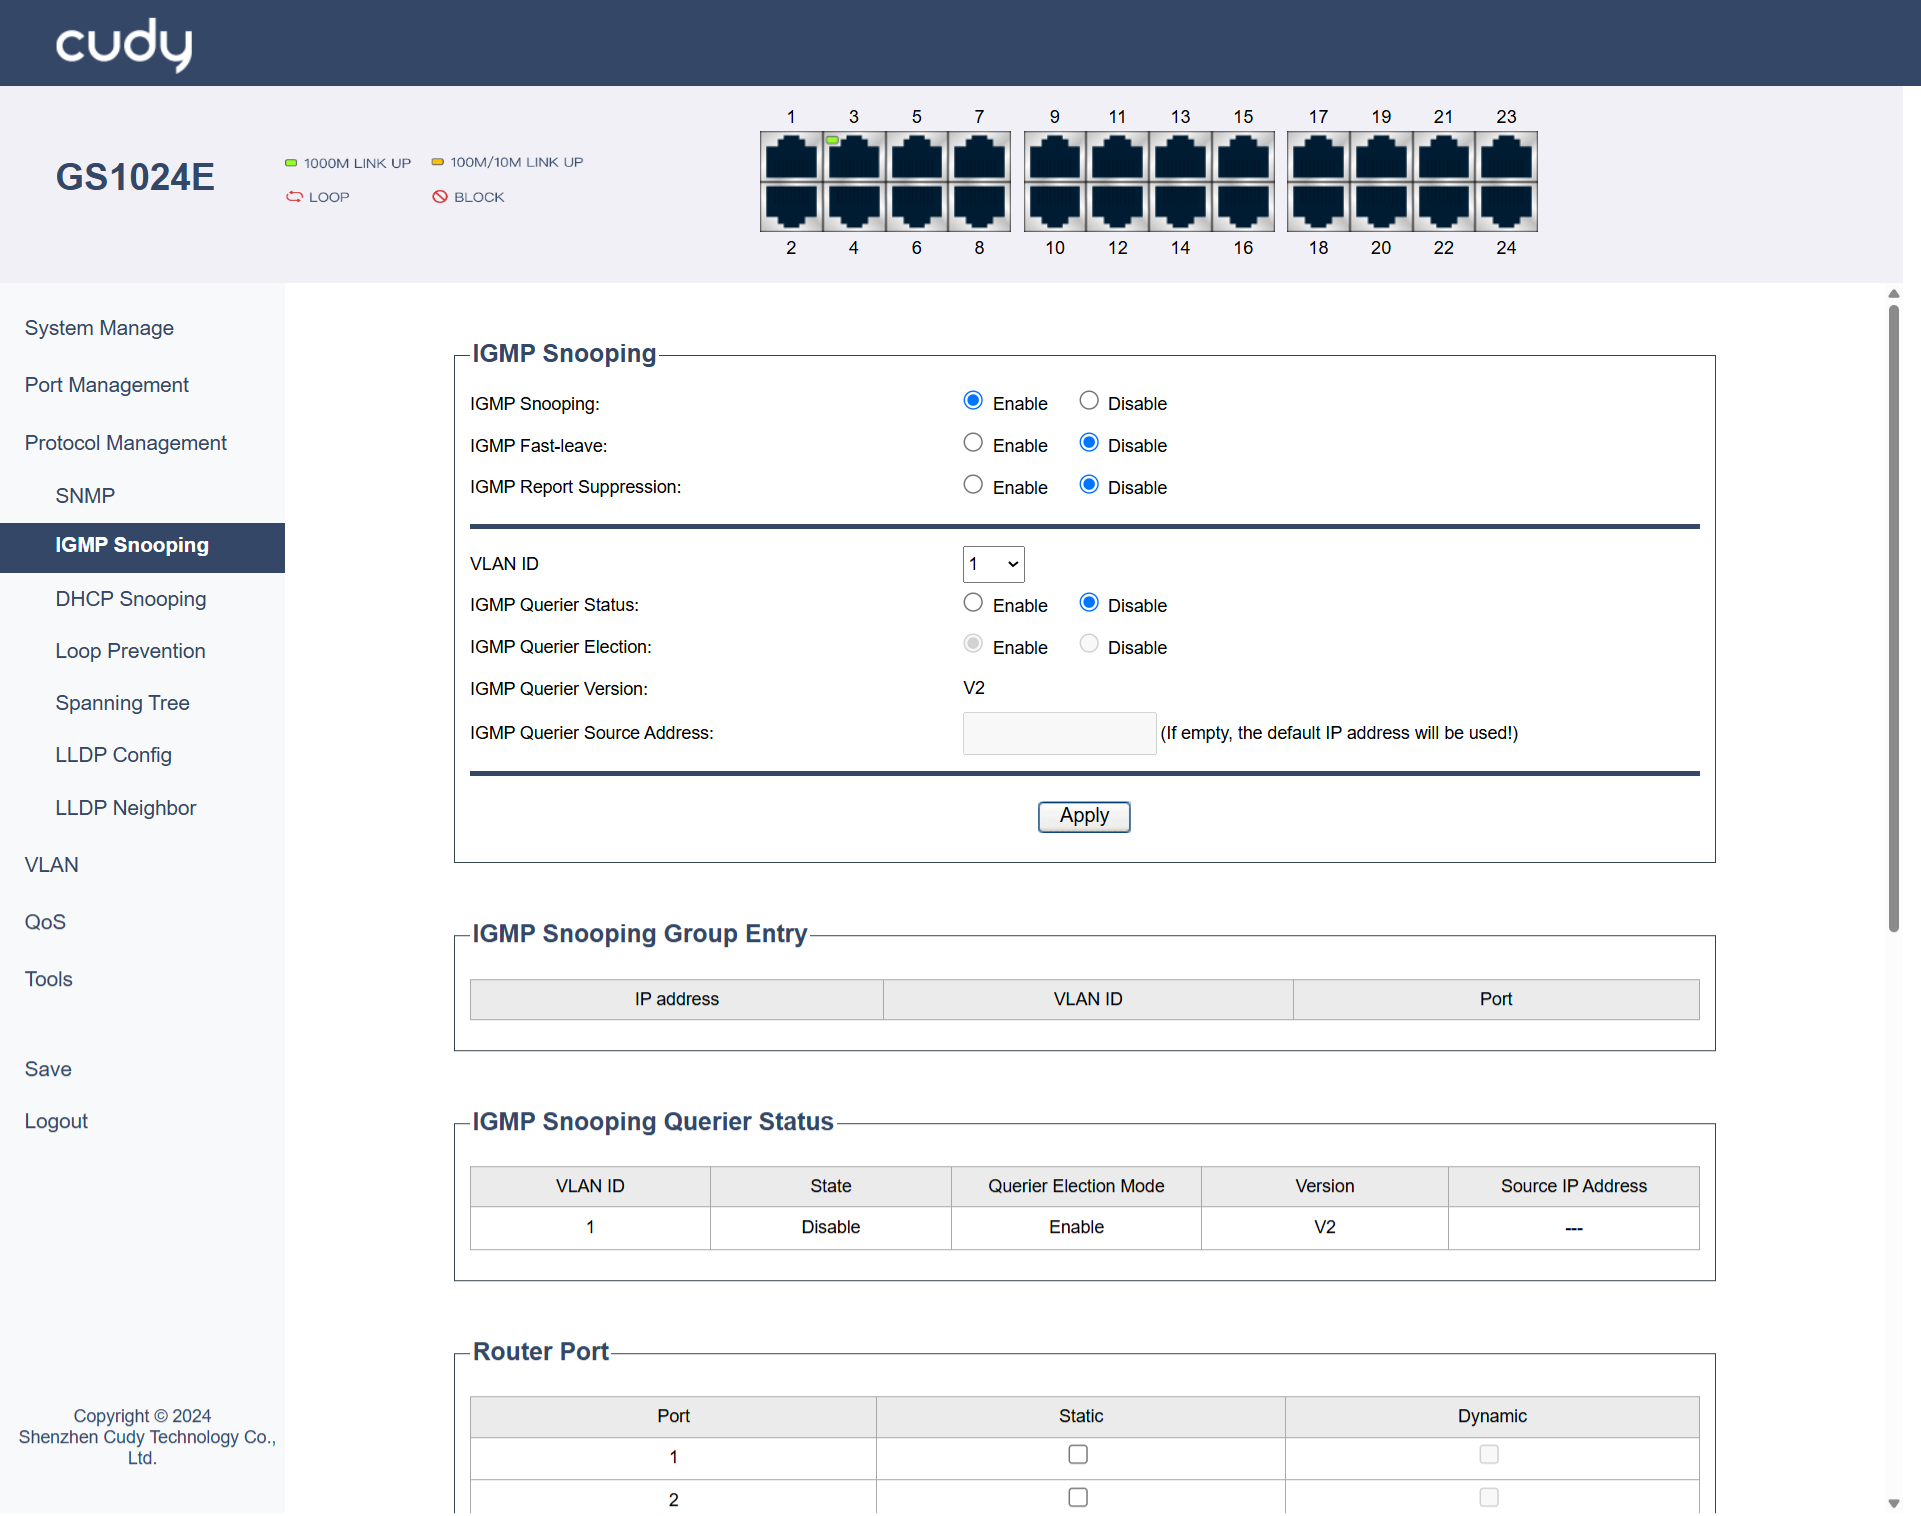 cudy
GS1024E
1000M LINK UP 100M/10M LINK UP
LOOP BLOCK
1 3 5 7 9 11 13 15 17 19 21 23
2 4 6 8 10 12 14 16 18 20 22 24
System Manage
Port Management
Protocol Management
SNMP
IGMP Snooping
DHCP Snooping
Loop Prevention
Spanning Tree
LLDP Config
LLDP Neighbor
VLAN
QoS
Tools
Save
Logout
Copyright © 2024
Shenzhen Cudy Technology Co.,
Ltd.
IGMP Snooping
IGMP Snooping: Enable Disable
IGMP Fast-leave: Enable Disable
IGMP Report Suppression: Enable Disable
VLAN ID 1
IGMP Querier Status: Enable Disable
IGMP Querier Election: Enable Disable
IGMP Querier Version: V2
IGMP Querier Source Address: (If empty, the default IP address will be used!)
Apply
IGMP Snooping Group Entry
IP address VLAN ID Port
IGMP Snooping Querier Status
VLAN ID State Querier Election Mode Version Source IP Address
1 Disable Enable V2 ---
Router Port
Port Static Dynamic
1
2